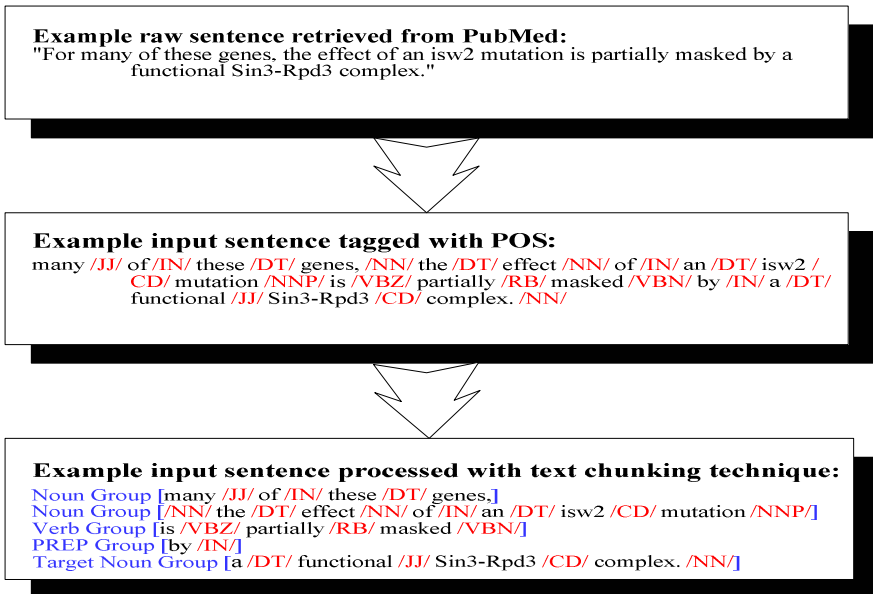 Example raw sentence retrieved from PubMed:
"For many of these genes, the effect of an isw2 mutation is partially masked by a
functional Sin3-Rpd3 complex."
Example input sentence tagged with POS:
many /JJ/ of /IN/ these /DT/ genes, /NN/ the /DT/ effect /NN/ of /IN/ an /DT/ isw2 /
CD/ mutation /NNP/ is /VBZ/ partially /RB/ masked /VBN/ by /IN/ a /DT/
functional /JJ/ Sin3-Rpd3 /CD/ complex. /NN/
Example input sentence processed with text chunking technique:
Noun Group [many /JJ/ of /IN/ these /DT/ genes,]
Noun Group [/NN/ the /DT/ effect /NN/ of /IN/ an /DT/ isw2 /CD/ mutation /NNP/]
Verb Group [is /VBZ/ partially /RB/ masked /VBN/]
PREP Group [by /IN/]
Target Noun Group [a /DT/ functional /JJ/ Sin3-Rpd3 /CD/ complex. /NN/]